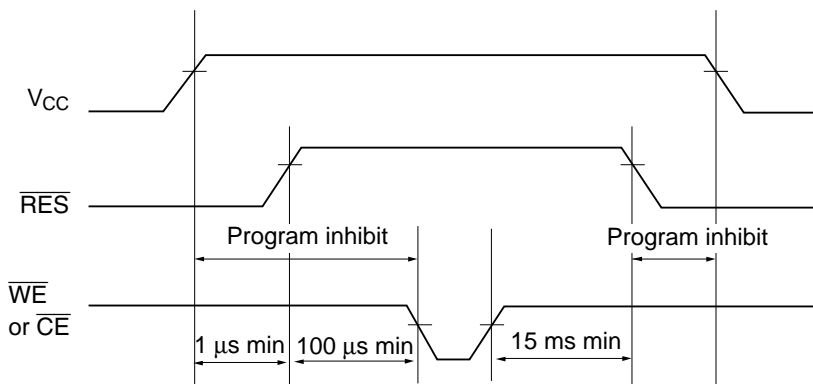 VCC
RES
Program inhibit
Program inhibit
WE
or CE
1 μs min
100 μs min
15 ms min